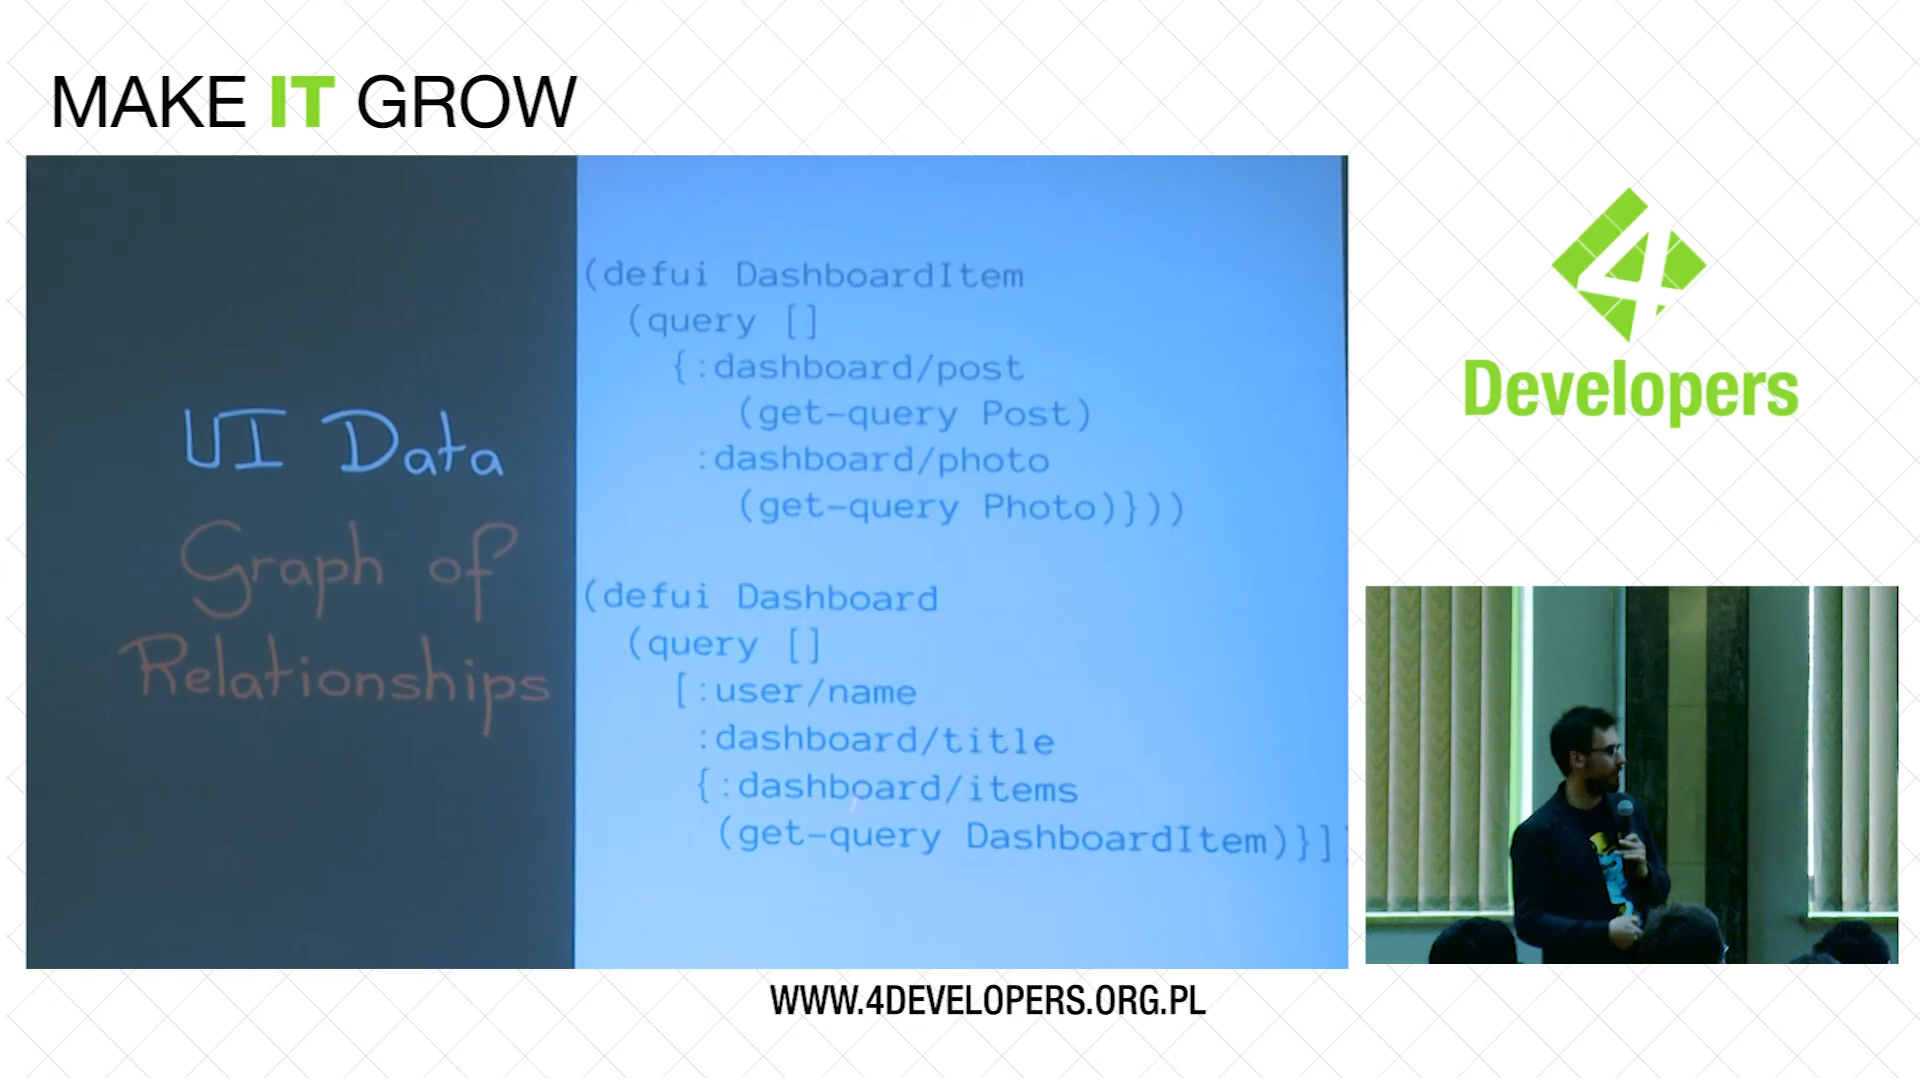 MAKE IT GROW
UI Data
Graph of
Relationships
(defui DashboardItem
(query []
{:dashboard/post
(get-query Post)
:dashboard/photo
(get-query Photo)}))
(defui Dashboard
(query []
[:user/name
:dashboard/title
{:dashboard/items
(get-query DashboardItem)}])
4
Developers
WWW.4DEVELOPERS.ORG.PL